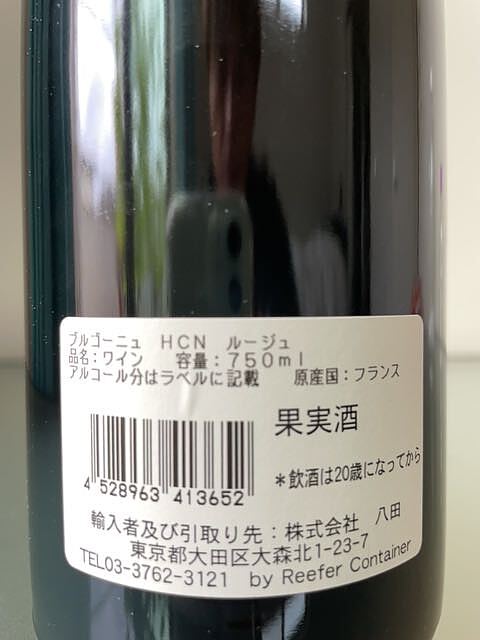 ブルゴーニュ　HCN　ルージュ
品名：ワイン　容量：750ml
アルコール分はラベルに記載　原産国：フランス
果実酒
4 528963 413652
＊飲酒は20歳になってから
輸入者及び引取り先：株式会社　八田
東京都大田区大森北1-23-7
TEL03-3762-3121　by Reefer Container